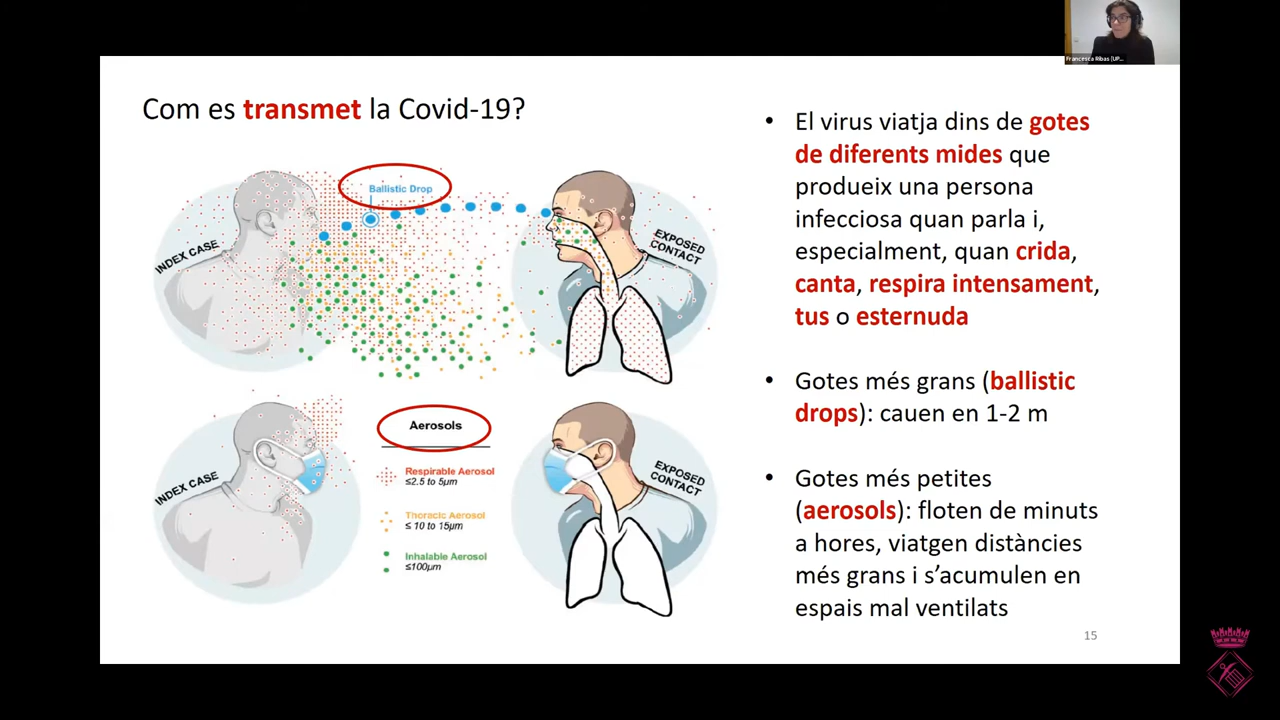 Francesca Ribas (UP...
Com es transmet la Covid-19?
Ballistic Drop
INDEX CASE
EXPOSED
CONTACT
Aerosols
Respirable Aerosol
≤2.5 to 5μm
Thoracic Aerosol
≤ 10 to 15μm
Inhalable Aerosol
≤100μm
INDEX CASE
EXPOSED
CONTACT
• El virus viatja dins de gotes
de diferents mides que
produeix una persona
infecciosa quan parla i,
especialment, quan crida,
canta, respira intensament,
tus o esternuda
• Gotes més grans (ballistic
drops): cauen en 1-2 m
• Gotes més petites
(aerosols): floten de minuts
a hores, viatgen distàncies
més grans i s’acumulen en
espais mal ventilats
15